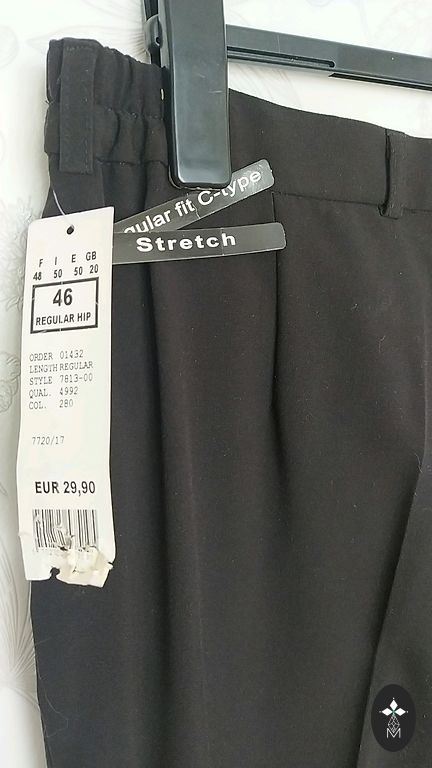 gular fit C-type
Stretch
F I E GB
48 50 50 20
46
REGULAR HIP
ORDER 01432
LENGTH REGULAR
STYLE 7813-00
QUAL. 4992
COL. 280
7720/17
EUR 29,90
M